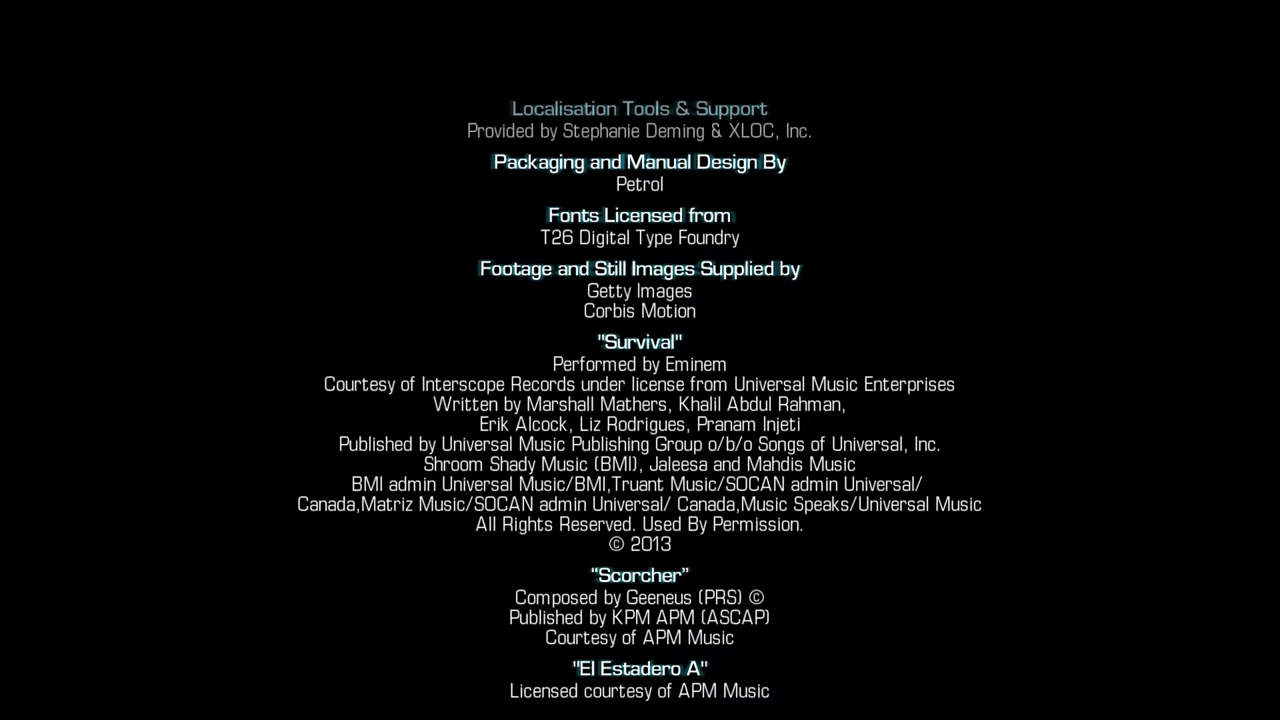 Localisation Tools & Support
Provided by Stephanie Deming & XLOC, Inc.
Packaging and Manual Design By
Petrol
Fonts Licensed from
T26 Digital Type Foundry
Footage and Still Images Supplied by
Getty Images
Corbis Motion
"Survival"
Performed by Eminem
Courtesy of Interscope Records under license from Universal Music Enterprises
Written by Marshall Mathers, Khalil Abdul Rahman,
Erik Alcock, Liz Rodrigues, Pranam Injeti
Published by Universal Music Publishing Group o/b/o Songs of Universal, Inc.
Shroom Shady Music (BMI), Jaleesa and Mahdis Music
BMI admin Universal Music/BMI,Truant Music/SOCAN admin Universal/
Canada,Matriz Music/SOCAN admin Universal/ Canada,Music Speaks/Universal Music
All Rights Reserved. Used By Permission.
© 2013
“Scorcher”
Composed by Geeneus (PRS) ©
Published by KPM APM (ASCAP)
Courtesy of APM Music
"El Estadero A"
Licensed courtesy of APM Music